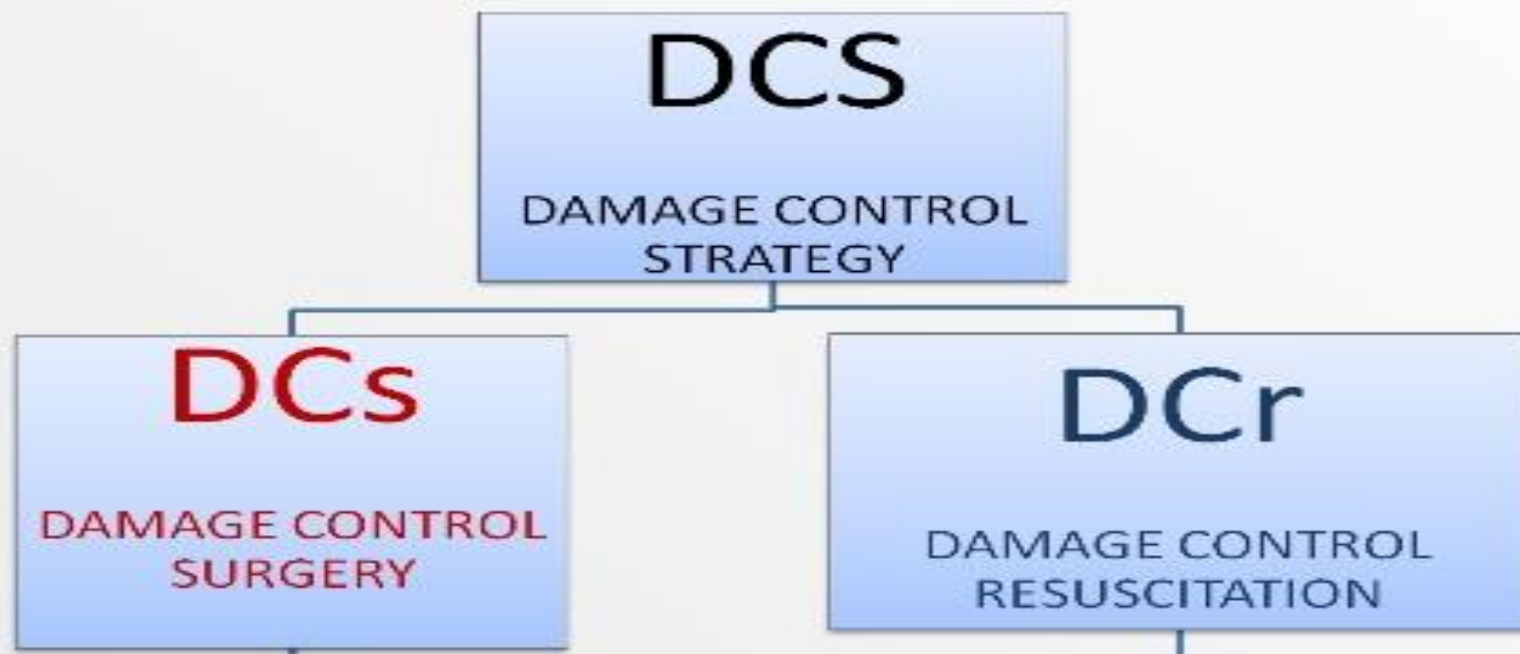 DCS
DAMAGE CONTROL
STRATEGY
DCs
DAMAGE CONTROL
SURGERY
DCr
DAMAGE CONTROL
RESUSCITATION